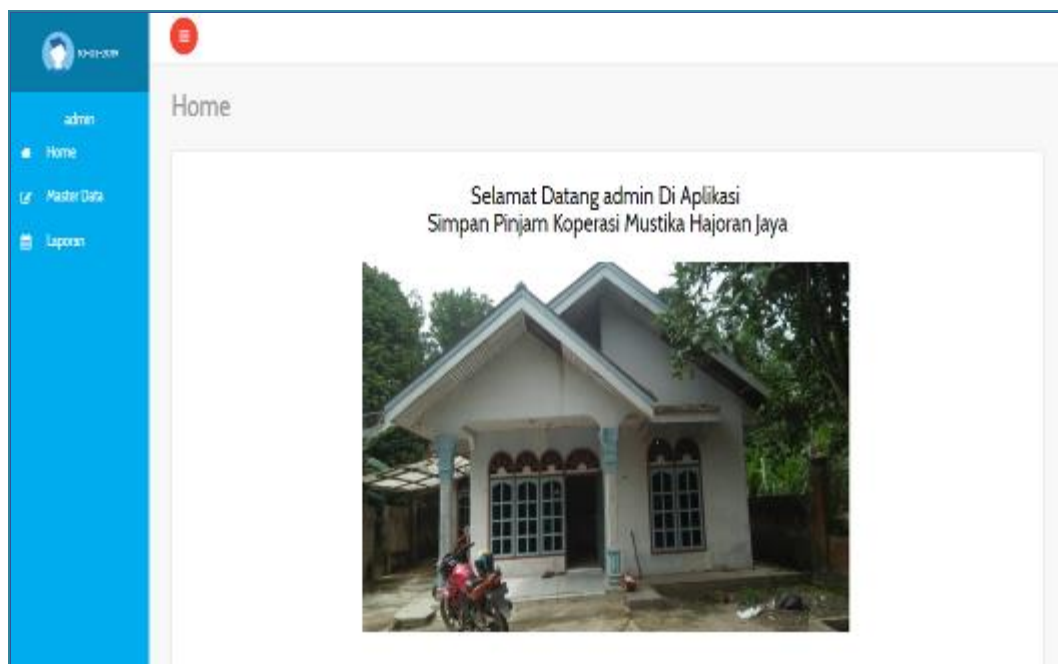 admin
Home
Master Data
Laporan
Home
Selamat Datang admin Di Aplikasi
Simpan Pinjam Koperasi Mustika Hajoran Jaya